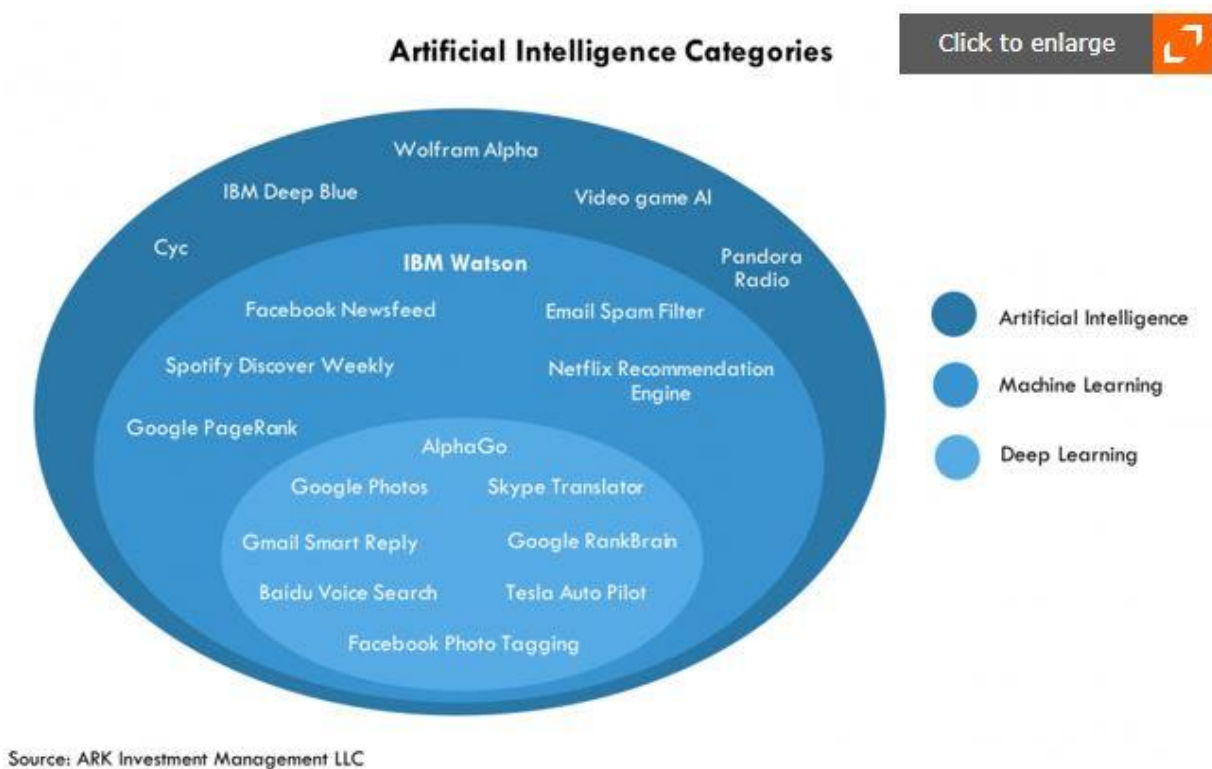 Artificial Intelligence Categories
Click to enlarge
Wolfram Alpha
IBM Deep Blue
Video game AI
Cyc
Pandora
Radio
IBM Watson
Facebook Newsfeed
Email Spam Filter
Spotify Discover Weekly
Netflix Recommendation
Engine
Google PageRank
AlphaGo
Google Photos
Skype Translator
Gmail Smart Reply
Google RankBrain
Baidu Voice Search
Tesla Auto Pilot
Facebook Photo Tagging
Artificial Intelligence
Machine Learning
Deep Learning
Source: ARK Investment Management LLC